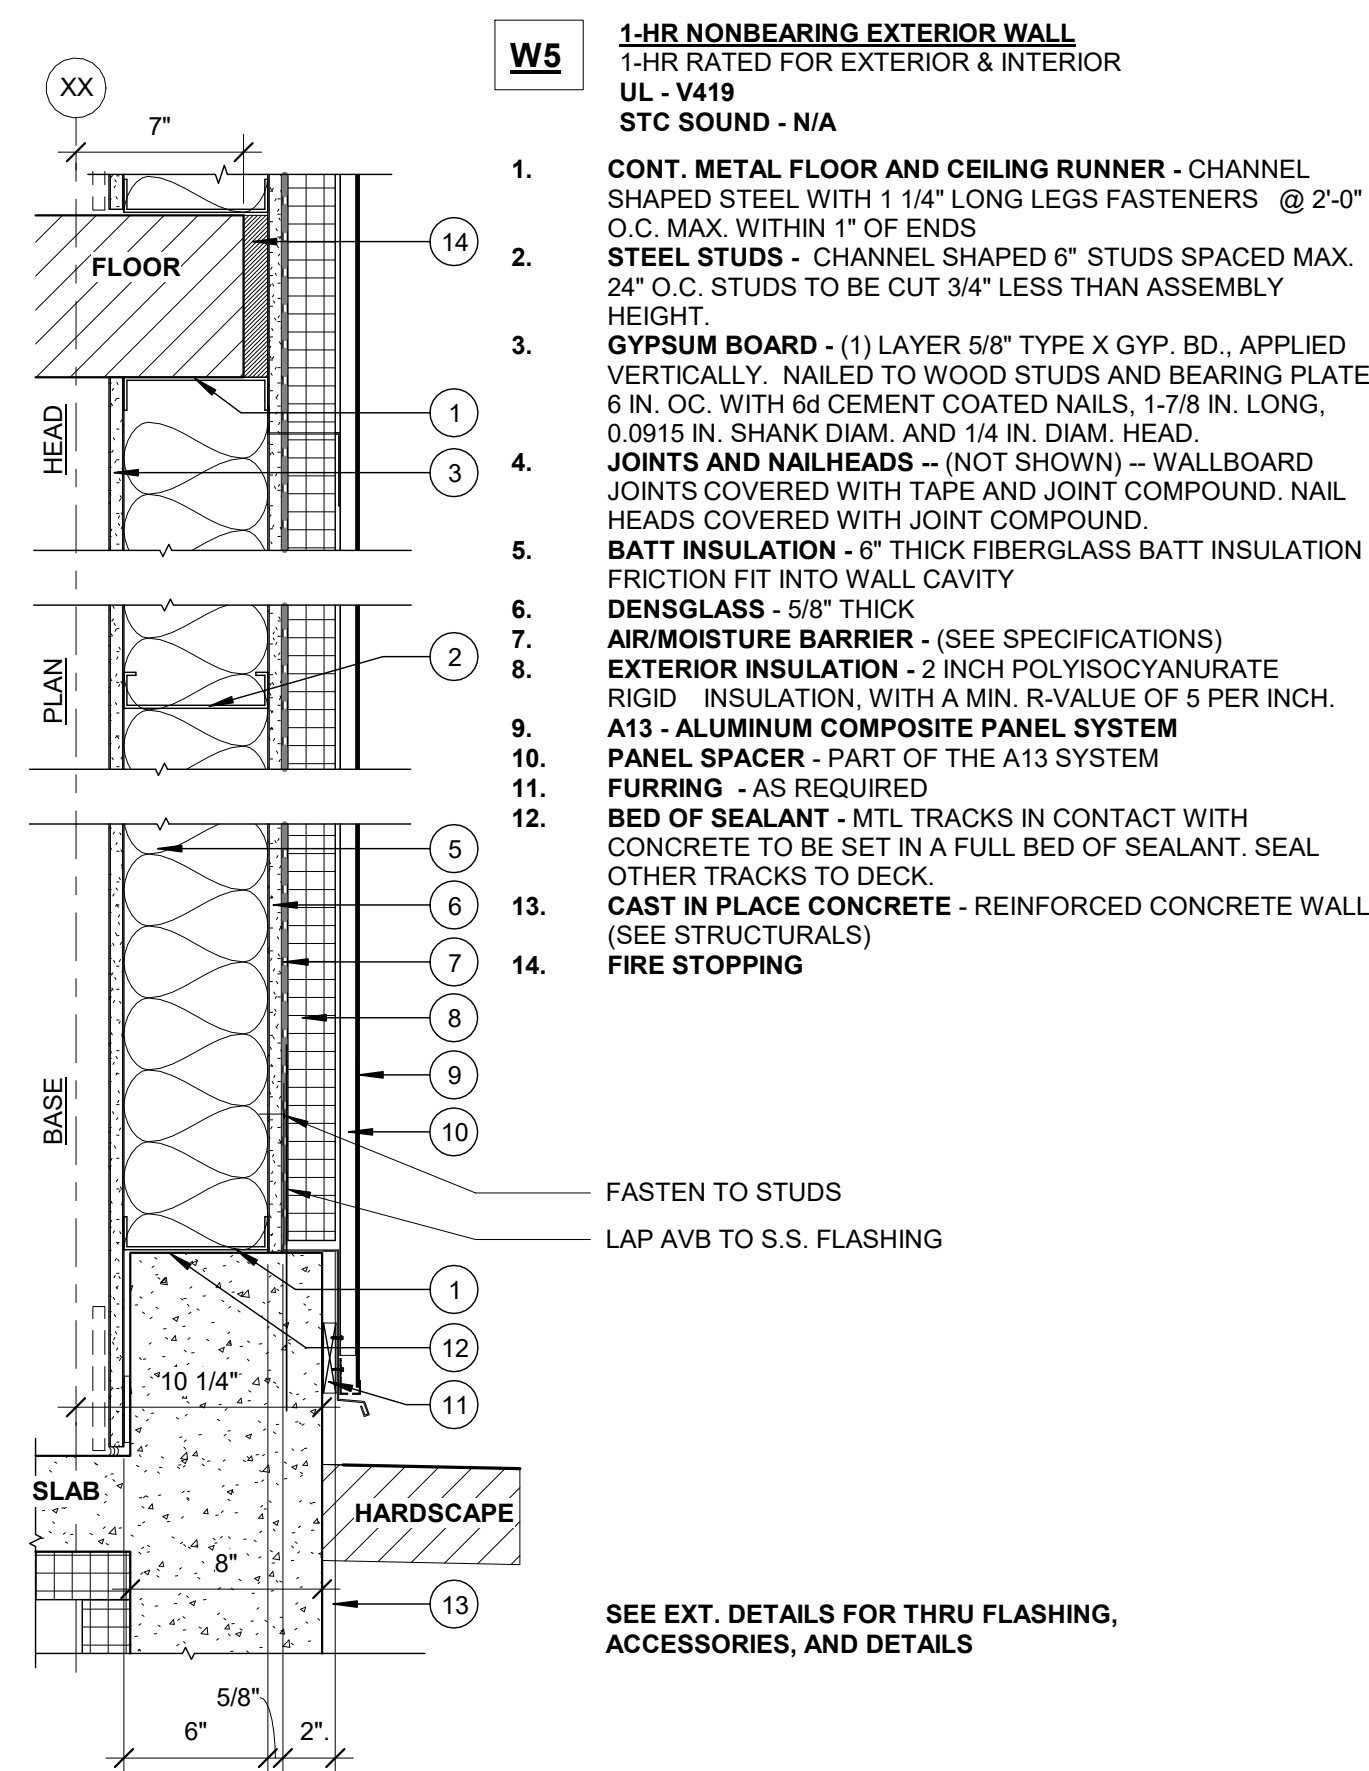 W5
1-HR NONBEARING EXTERIOR WALL
1-HR RATED FOR EXTERIOR & INTERIOR
UL - V419
STC SOUND - N/A
1. CONT. METAL FLOOR AND CEILING RUNNER - CHANNEL
SHAPED STEEL WITH 1 1/4" LONG LEGS FASTENERS @ 2'-0"
O.C. MAX. WITHIN 1" OF ENDS
2. STEEL STUDS - CHANNEL SHAPED 6" STUDS SPACED MAX.
24" O.C. STUDS TO BE CUT 3/4" LESS THAN ASSEMBLY
HEIGHT.
3. GYPSUM BOARD - (1) LAYER 5/8" TYPE X GYP. BD., APPLIED
VERTICALLY. NAILED TO WOOD STUDS AND BEARING PLATE
6 IN. OC. WITH 6d CEMENT COATED NAILS, 1-7/8 IN. LONG,
0.0915 IN. SHANK DIAM. AND 1/4 IN. DIAM. HEAD.
4. JOINTS AND NAILHEADS -- (NOT SHOWN) -- WALLBOARD
JOINTS COVERED WITH TAPE AND JOINT COMPOUND. NAIL
HEADS COVERED WITH JOINT COMPOUND.
5. BATT INSULATION - 6" THICK FIBERGLASS BATT INSULATION
FRICTION FIT INTO WALL CAVITY
6. DENSGLASS - 5/8" THICK
7. AIR/MOISTURE BARRIER - (SEE SPECIFICATIONS)
8. EXTERIOR INSULATION - 2 INCH POLYISOCYANURATE
RIGID INSULATION, WITH A MIN. R-VALUE OF 5 PER INCH.
9. A13 - ALUMINUM COMPOSITE PANEL SYSTEM
10. PANEL SPACER - PART OF THE A13 SYSTEM
11. FURRING - AS REQUIRED
12. BED OF SEALANT - MTL TRACKS IN CONTACT WITH
CONCRETE TO BE SET IN A FULL BED OF SEALANT. SEAL
OTHER TRACKS TO DECK.
13. CAST IN PLACE CONCRETE - REINFORCED CONCRETE WALL
(SEE STRUCTURALS)
14. FIRE STOPPING
XX
7"
14
FLOOR
1
HEAD
3
2
PLAN
5
6
7
8
9
BASE
10
FASTEN TO STUDS
LAP AVB TO S.S. FLASHING
1
12
10 1/4"
11
SLAB
HARDSCAPE
8"
13
SEE EXT. DETAILS FOR THRU FLASHING,
ACCESSORIES, AND DETAILS
5/8"
6"
2".